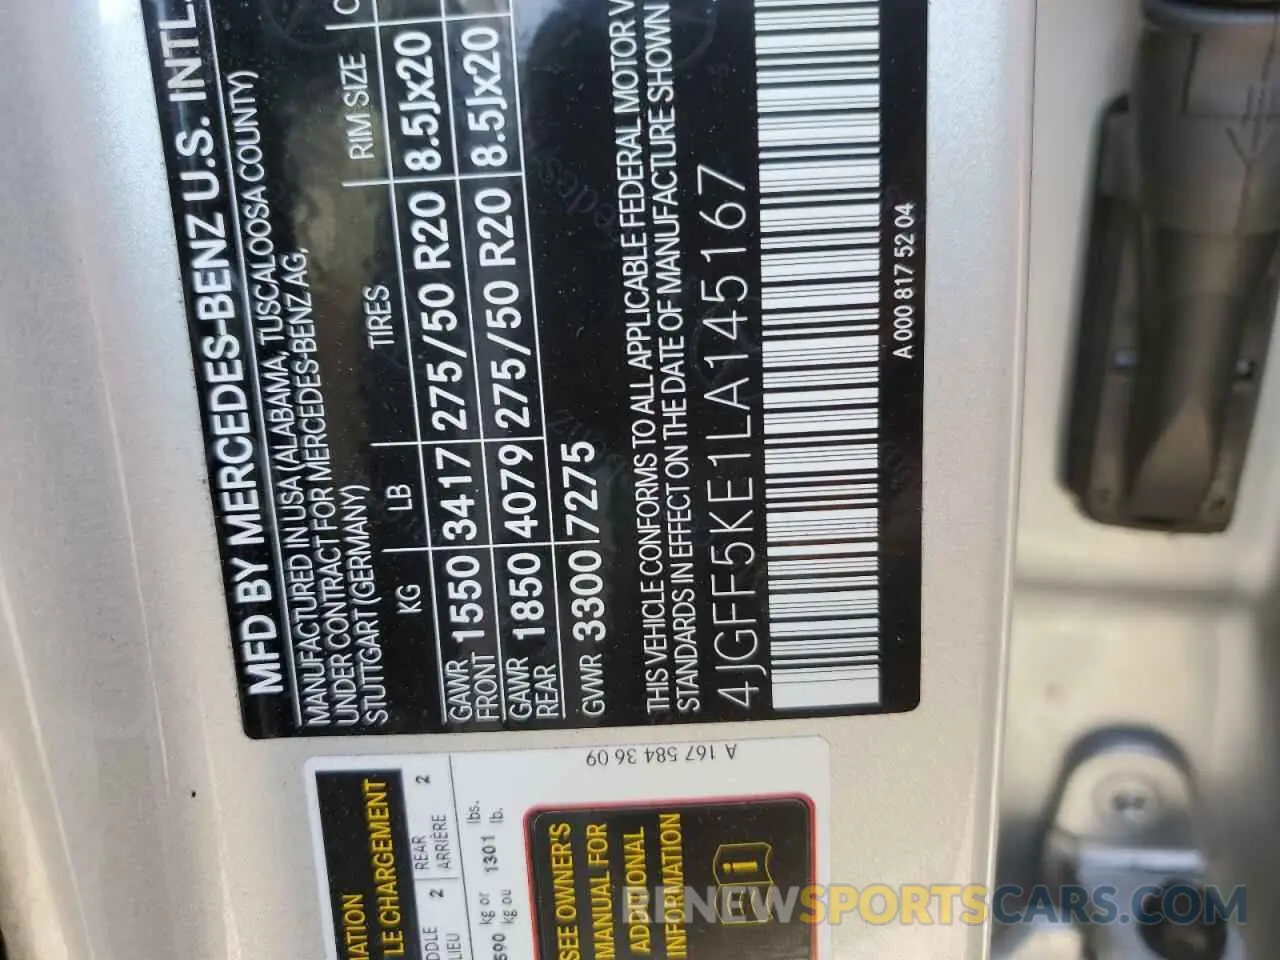 MFD BY MERCEDES-BENZ U.S. INTL.
MANUFACTURED IN USA (ALABAMA, TUSCALOOSA COUNTY)
UNDER CONTRACT FOR MERCEDES-BENZ AG,
STUTTGART (GERMANY)
KG LB TIRES RIM SIZE
GAWR FRONT 1550 3417 275/50 R20 8.5Jx20
GAWR REAR 1850 4079 275/50 R20 8.5Jx20
GVWR 3300 7275
THIS VEHICLE CONFORMS TO ALL APPLICABLE FEDERAL MOTOR V
STANDARDS IN EFFECT ON THE DATE OF MANUFACTURE SHOWN
4JGFF5KE1LA145167
A 000 817 52 04
A 167 584 36 09
LE CHARGEMENT
2 REAR 2
ARRIÈRE
590 kg or 1301 lbs.
kg ou lb.
SEE OWNER'S
MANUAL FOR
ADDITIONAL
INFORMATION
RENEWSPORTSCARS.COM